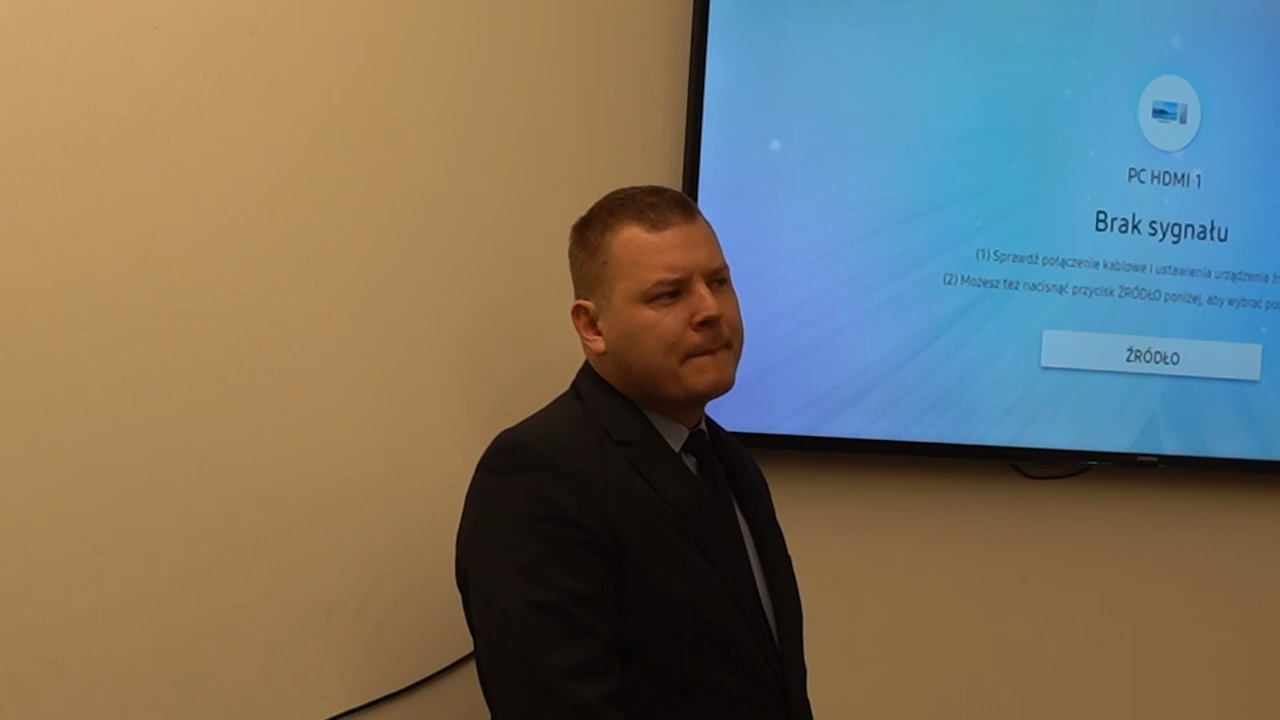 PC HDMI 1
Brak sygnału
(1) Sprawdź połączenie kablowe i ustawienia urządzenia
(2) Możesz też nacisnąć przycisk ŹRÓDŁO poniżej, aby wybrać
ŹRÓDŁO